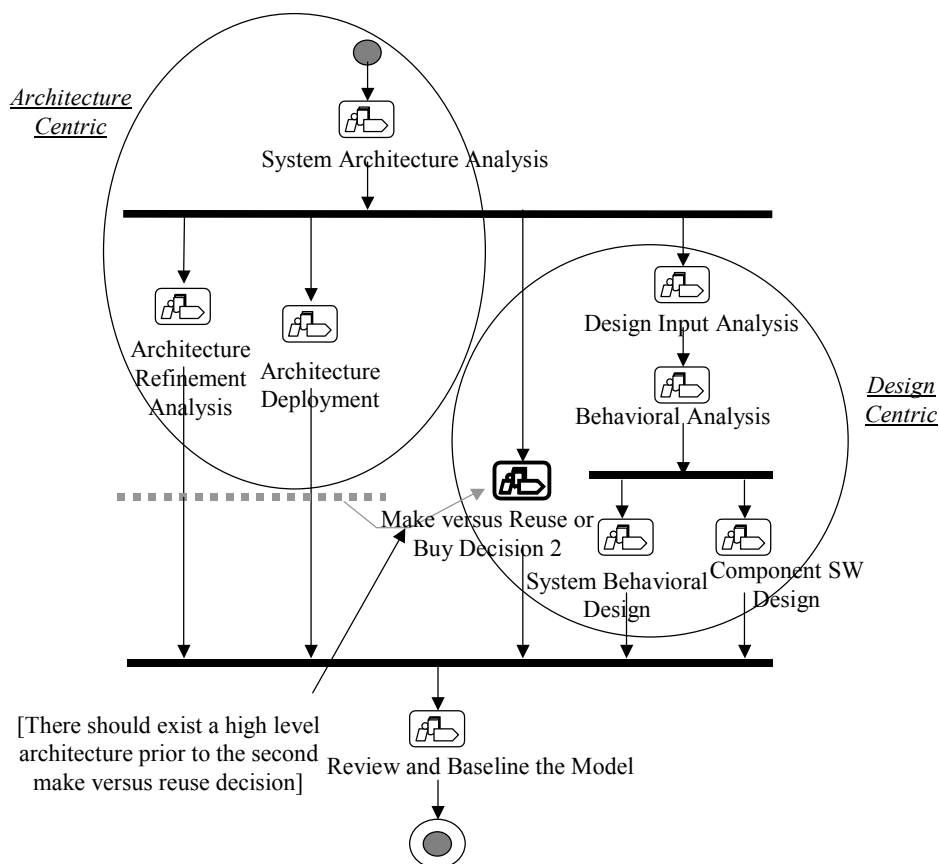 Architecture
Centric
System Architecture Analysis
Design Input Analysis
Architecture
Refinement
Analysis
Architecture
Deployment
Behavioral Analysis
Design
Centric
Make versus Reuse or
Buy Decision 2
System Behavioral
Design
Component SW
Design
[There should exist a high level
architecture prior to the second
make versus reuse decision]
Review and Baseline the Model